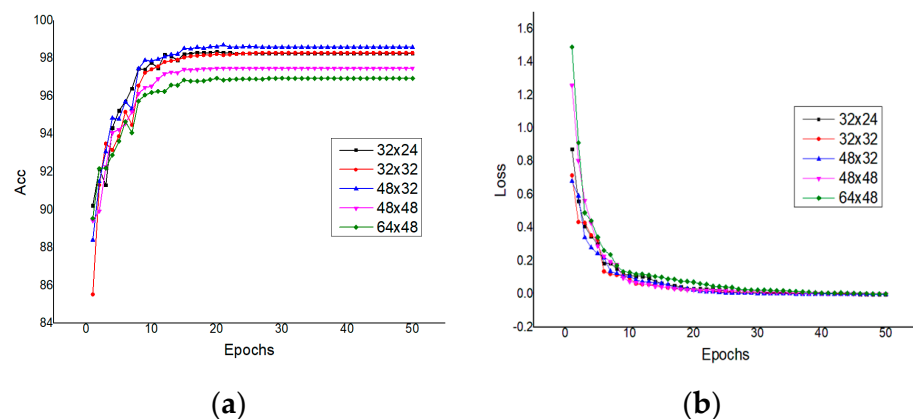 100
98
96
94
92
90
88
86
84
Acc
0
10
20
30
40
50
Epochs
32x24
32x32
48x32
48x48
64x48
(a)
1.6
1.4
1.2
1.0
0.8
0.6
0.4
0.2
0.0
-0.2
Loss
0
10
20
30
40
50
Epochs
32x24
32x32
48x32
48x48
64x48
(b)